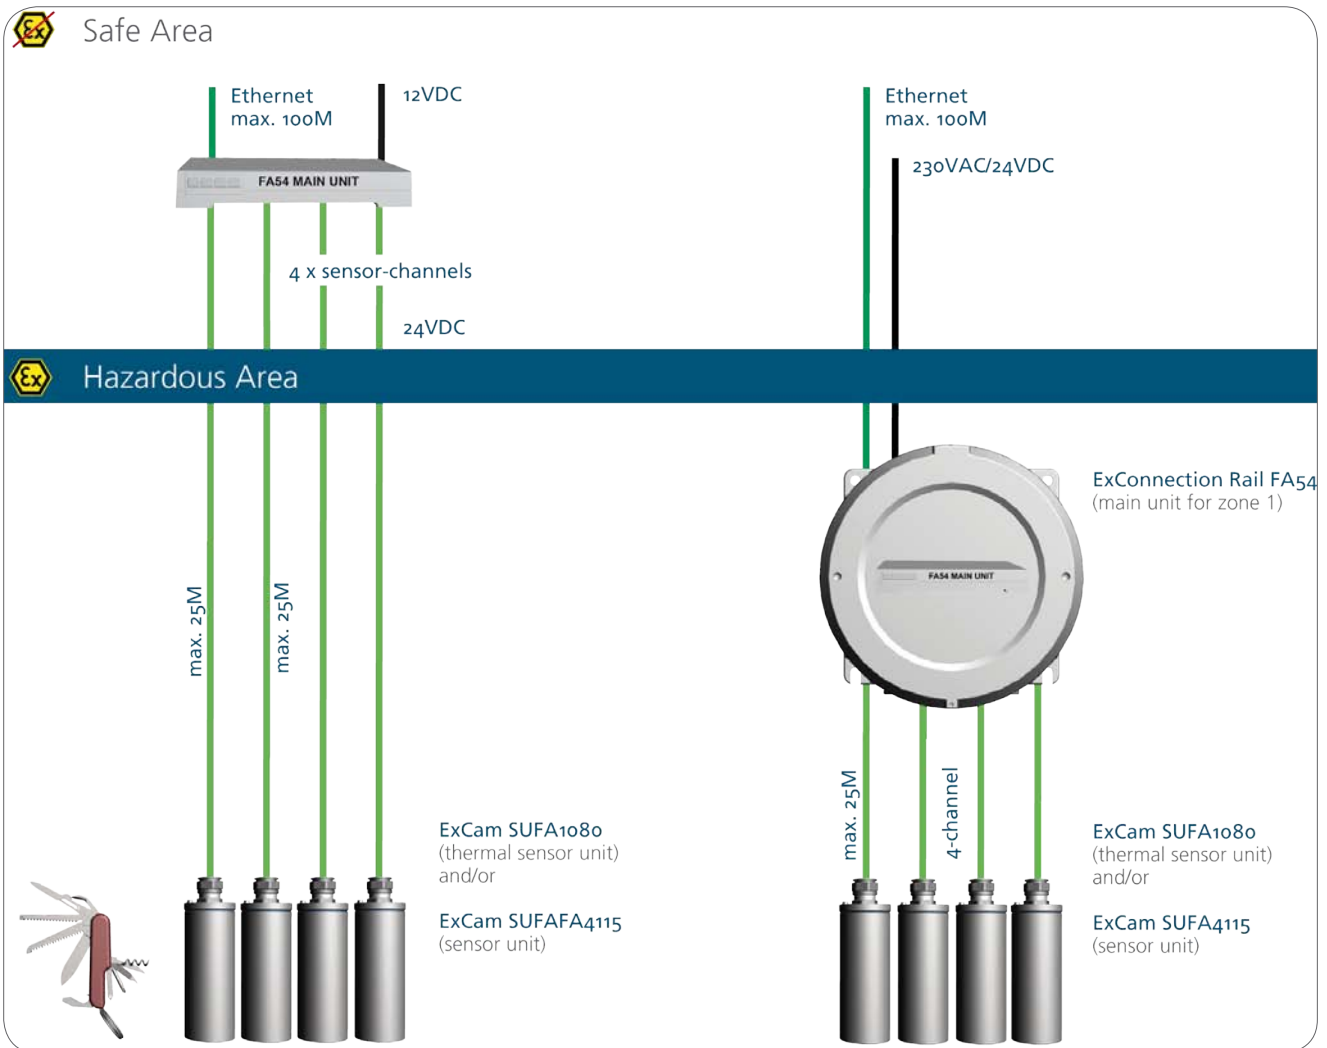 Ex
Safe Area
Ethernet
max. 100M
12VDC
FA54 MAIN UNIT
4 x sensor-channels
24VDC
Ethernet
max. 100M
230VAC/24VDC
Ex
Hazardous Area
max. 25M
max. 25M
ExCam SUFA1080
(thermal sensor unit)
and/or
ExCam SUFAFA4115
(sensor unit)
ExConnection Rail FA54
(main unit for zone 1)
FA54 MAIN UNIT
max. 25M
4-channel
ExCam SUFA1080
(thermal sensor unit)
and/or
ExCam SUFA4115
(sensor unit)